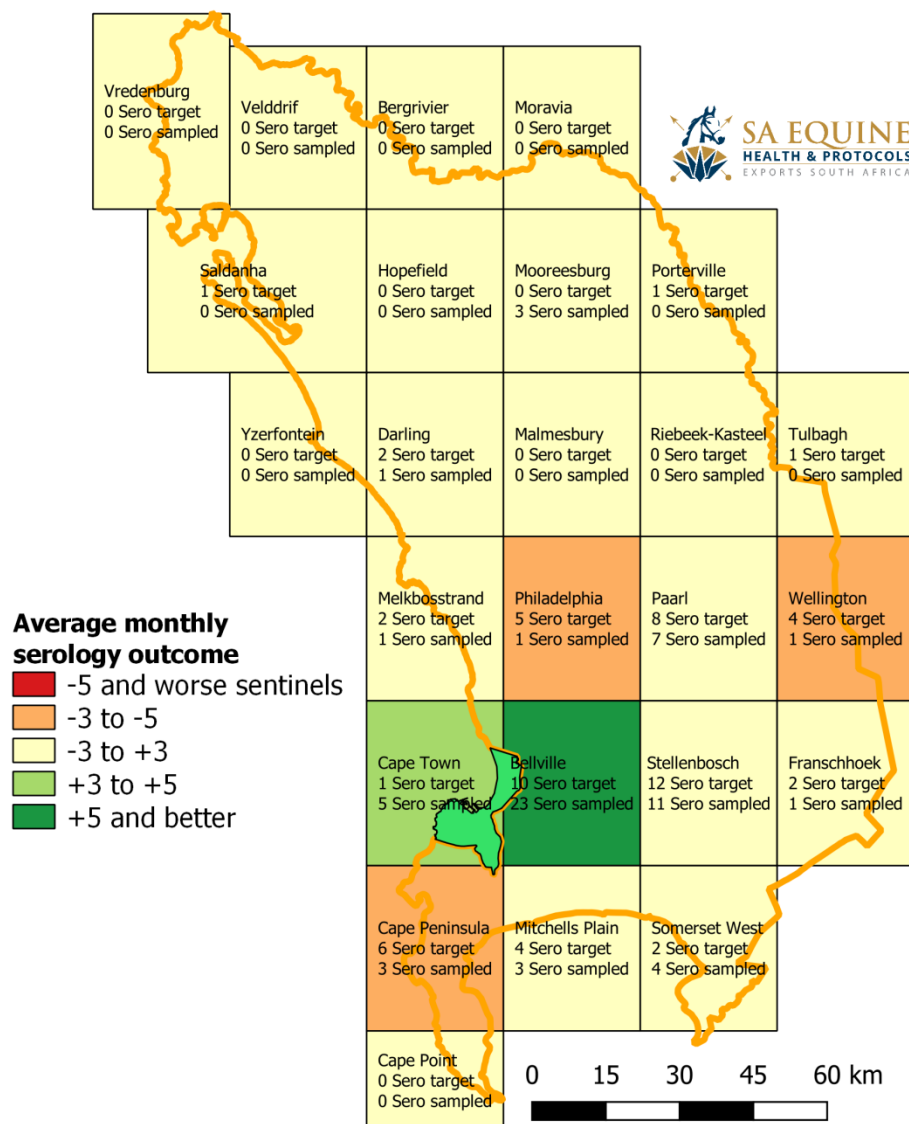 Vredenburg
0 Sero target
0 Sero sampled
Velddrif
0 Sero target
0 Sero sampled
Bergrivier
0 Sero target
0 Sero sampled
Moravia
0 Sero target
0 Sero sampled
SA EQUINE
HEALTH & PROTOCOLS
EXPORTS SOUTH AFRICA
Saldanha
1 Sero target
0 Sero sampled
Hopefield
0 Sero target
0 Sero sampled
Mooreesburg
0 Sero target
3 Sero sampled
Porterville
1 Sero target
0 Sero sampled
Yzerfontein
0 Sero target
0 Sero sampled
Darling
2 Sero target
1 Sero sampled
Malmesbury
0 Sero target
0 Sero sampled
Riebeek-Kasteel
0 Sero target
0 Sero sampled
Tulbagh
1 Sero target
0 Sero sampled
Melkbosstrand
2 Sero target
1 Sero sampled
Philadelphia
5 Sero target
1 Sero sampled
Paarl
8 Sero target
7 Sero sampled
Wellington
4 Sero target
1 Sero sampled
Average monthly
serology outcome
-5 and worse sentinels
-3 to -5
-3 to +3
+3 to +5
+5 and better
Cape Town
1 Sero target
5 Sero sampled
Bellville
10 Sero target
23 Sero sampled
Stellenbosch
12 Sero target
11 Sero sampled
Franschhoek
2 Sero target
1 Sero sampled
Cape Peninsula
6 Sero target
3 Sero sampled
Mitchells Plain
4 Sero target
3 Sero sampled
Somerset West
2 Sero target
4 Sero sampled
Cape Point
0 Sero target
0 Sero sampled
0 15 30 45 60 km